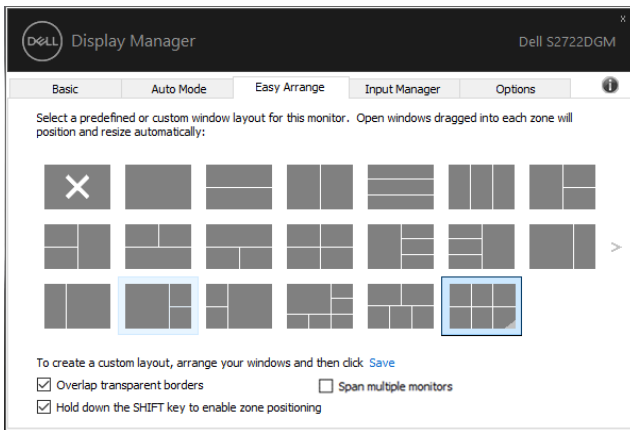 DELL Display Manager
Dell S2722DGM
x
Basic
Auto Mode
Easy Arrange
Input Manager
Options
Select a predefined or custom window layout for this monitor. Open windows dragged into each zone will
position and resize automatically:
>
To create a custom layout, arrange your windows and then click Save
Overlap transparent borders
Span multiple monitors
Hold down the SHIFT key to enable zone positioning